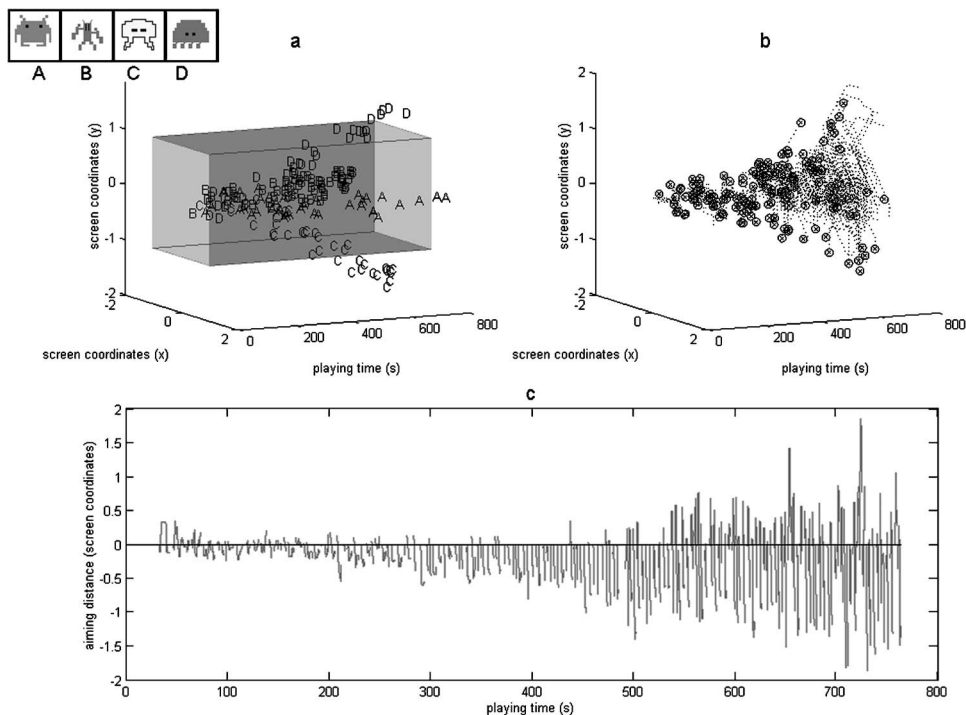 A B C D
a
b
screen coordinates (y)
1
0
-1
-2
-2
0
2
screen coordinates (x)
0 200 400 600 800
playing time (s)
screen coordinates (y)
2
1
0
-1
-2
-2
0
2
screen coordinates (x)
0 200 400 600 800
playing time (s)
c
aiming distance (screen coordinates)
2
1.5
1
0.5
0
-0.5
-1
-1.5
-2
0 100 200 300 400 500 600 700 800
playing time (s)